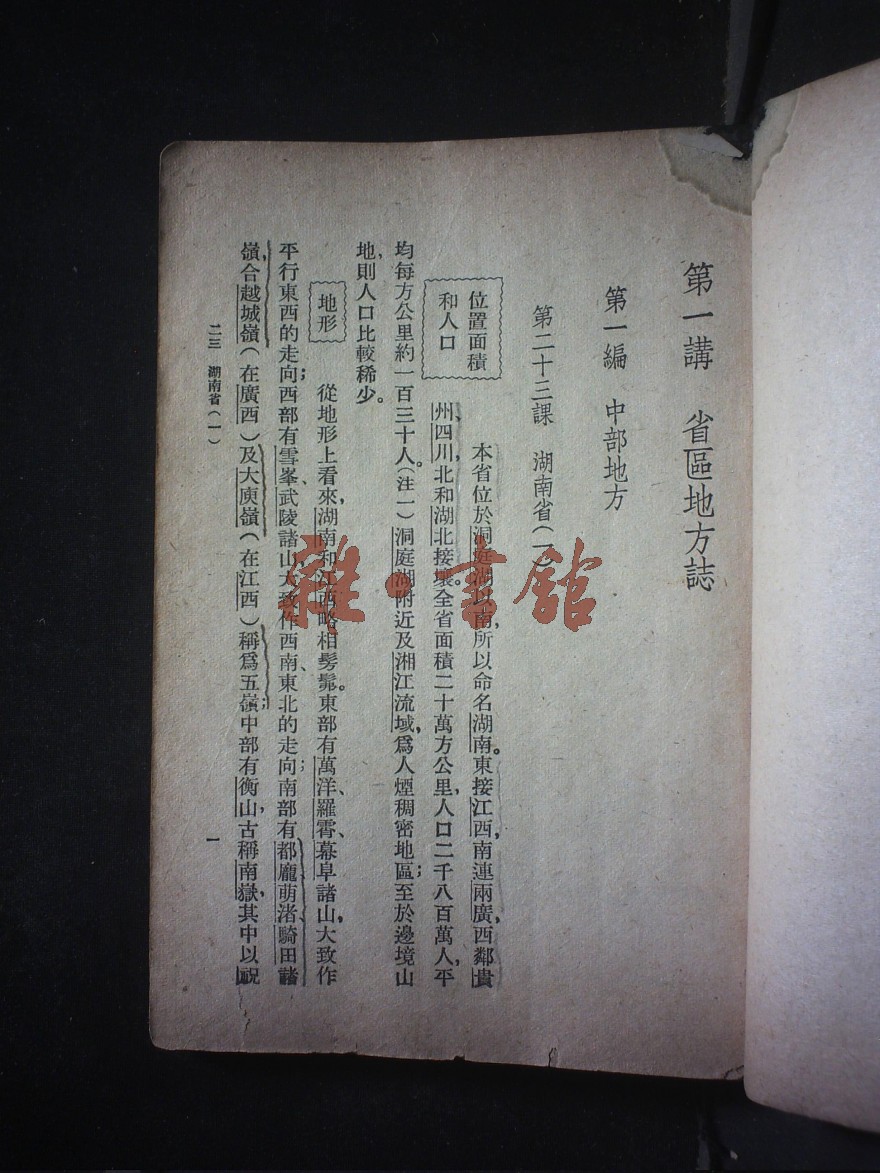 第一講　省區地方誌
第一編　中部地方
第二十三課　湖南省(一)
位置面積
和人口
本省位於洞庭湖以南,所以命名湖南。東接江西,南連兩廣,西鄰貴
州、四川,北和湖北接壤。全省面積二十萬方公里,人口二千八百萬人,平
均每方公里約一百三十人。(注一)洞庭湖附近及湘江流域,爲人煙稠密地區;至於邊境山
地,則人口比較稀少。
地形
從地形上看來,湖南和江西略相髣髴。東部有萬洋、羅霄、幕阜諸山,大致作
平行東西的走向;西部有雪峯、武陵諸山,大致作西南、東北的走向;南部有都龐、萌渚、騎田諸
嶺,合越城嶺(在廣西)及大庾嶺(在江西)稱爲五嶺;中部有衡山,古稱南嶽,其中以祝
二三　湖南省(一)
一
雜·書館